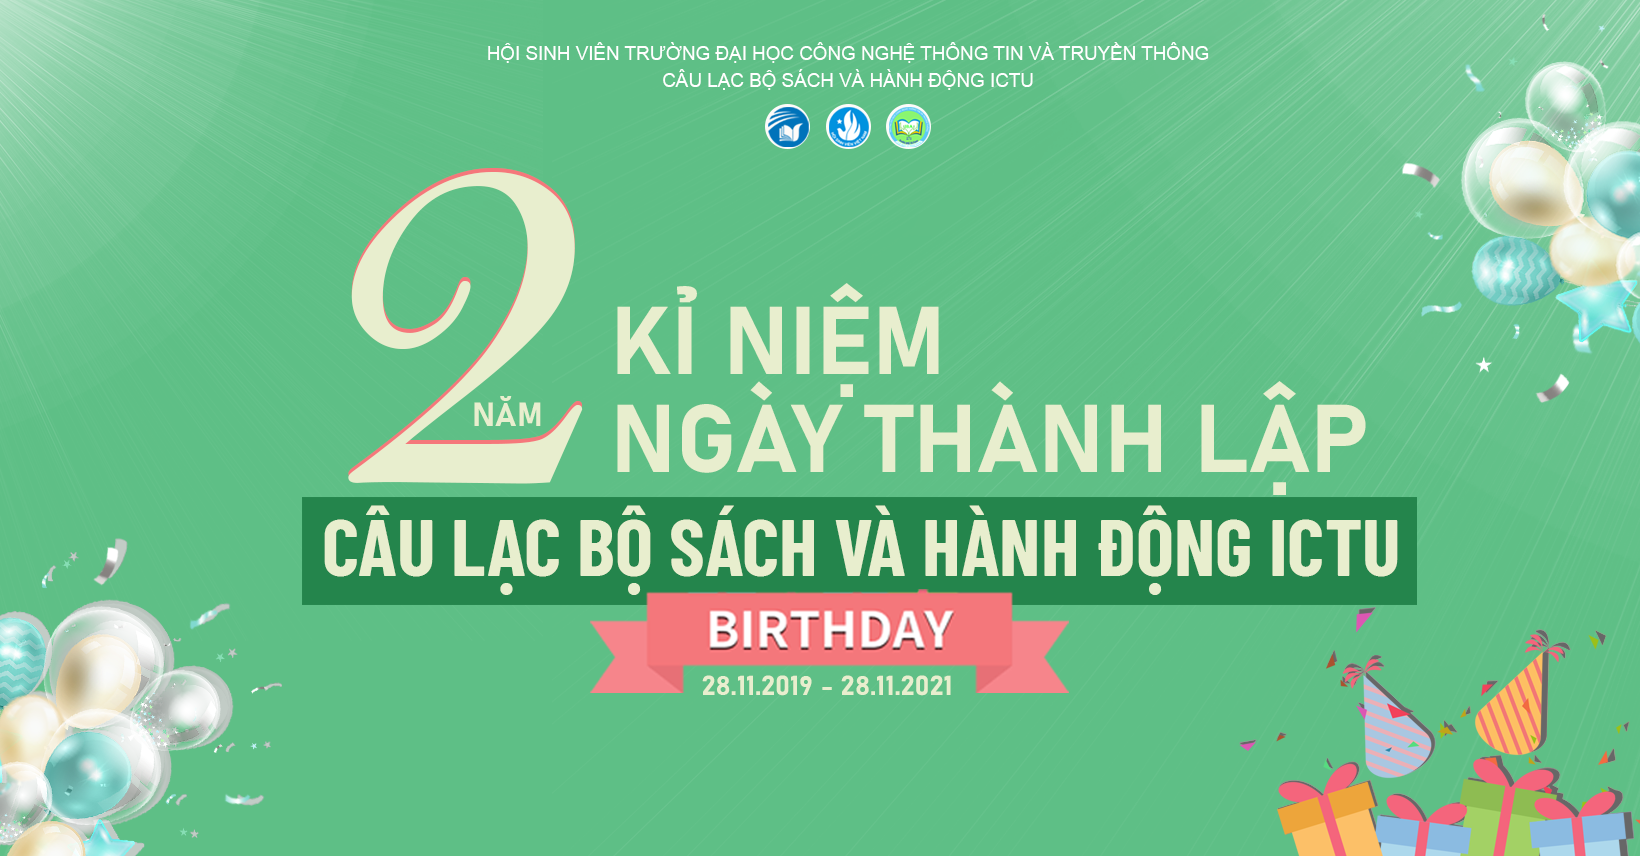 HỘI SINH VIÊN TRƯỜNG ĐẠI HỌC CÔNG NGHỆ THÔNG TIN VÀ TRUYỀN THÔNG
CÂU LẠC BỘ SÁCH VÀ HÀNH ĐỘNG ICTU
2
NĂM
KỈ NIỆM
NGÀY THÀNH LẬP
CÂU LẠC BỘ SÁCH VÀ HÀNH ĐỘNG ICTU
BIRTHDAY
28.11.2019 - 28.11.2021